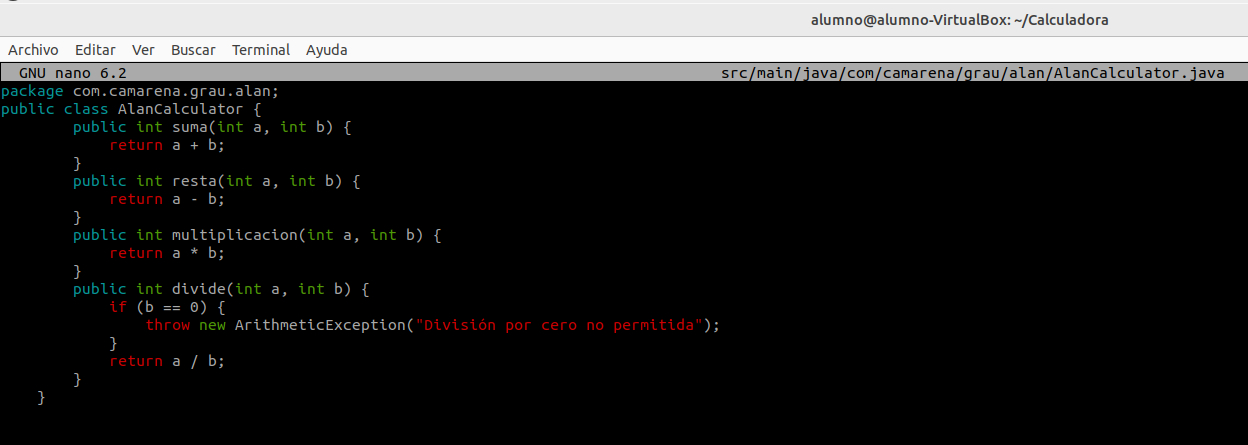 alumno@alumno-VirtualBox: ~/Calculadora
Archivo Editar Ver Buscar Terminal Ayuda
GNU nano 6.2 src/main/java/com/camarena/grau/alan/AlanCalculator.java
package com.camarena.grau.alan;
public class AlanCalculator {
        public int suma(int a, int b) {
            return a + b;
        }
        public int resta(int a, int b) {
            return a - b;
        }
        public int multiplicacion(int a, int b) {
            return a * b;
        }
        public int divide(int a, int b) {
            if (b == 0) {
                throw new ArithmeticException("División por cero no permitida");
            }
            return a / b;
        }
    }